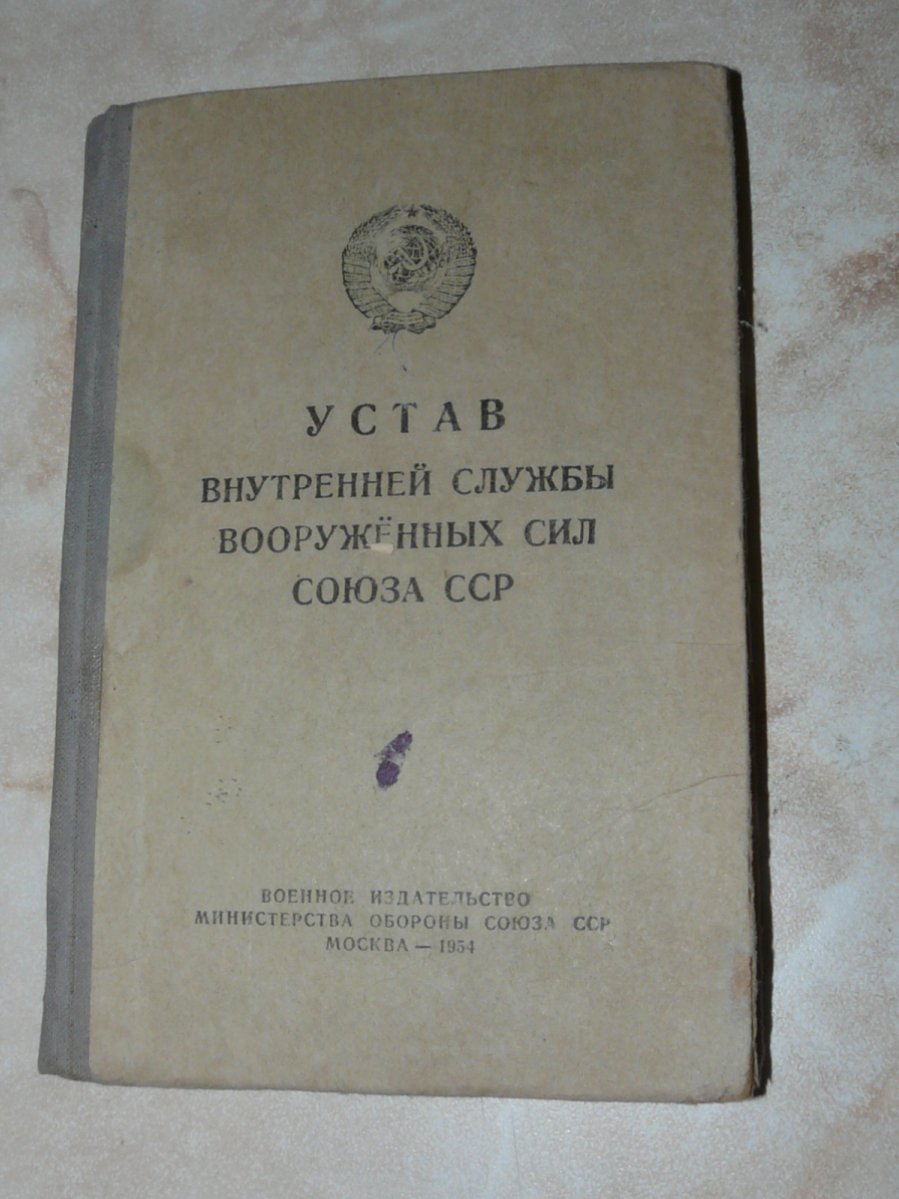 УСТАВ
ВНУТРЕННЕЙ СЛУЖБЫ
ВООРУЖЁННЫХ СИЛ
СОЮЗА ССР
ВОЕННОЕ ИЗДАТЕЛЬСТВО
МИНИСТЕРСТВА ОБОРОНЫ СОЮЗА ССР
МОСКВА — 1954